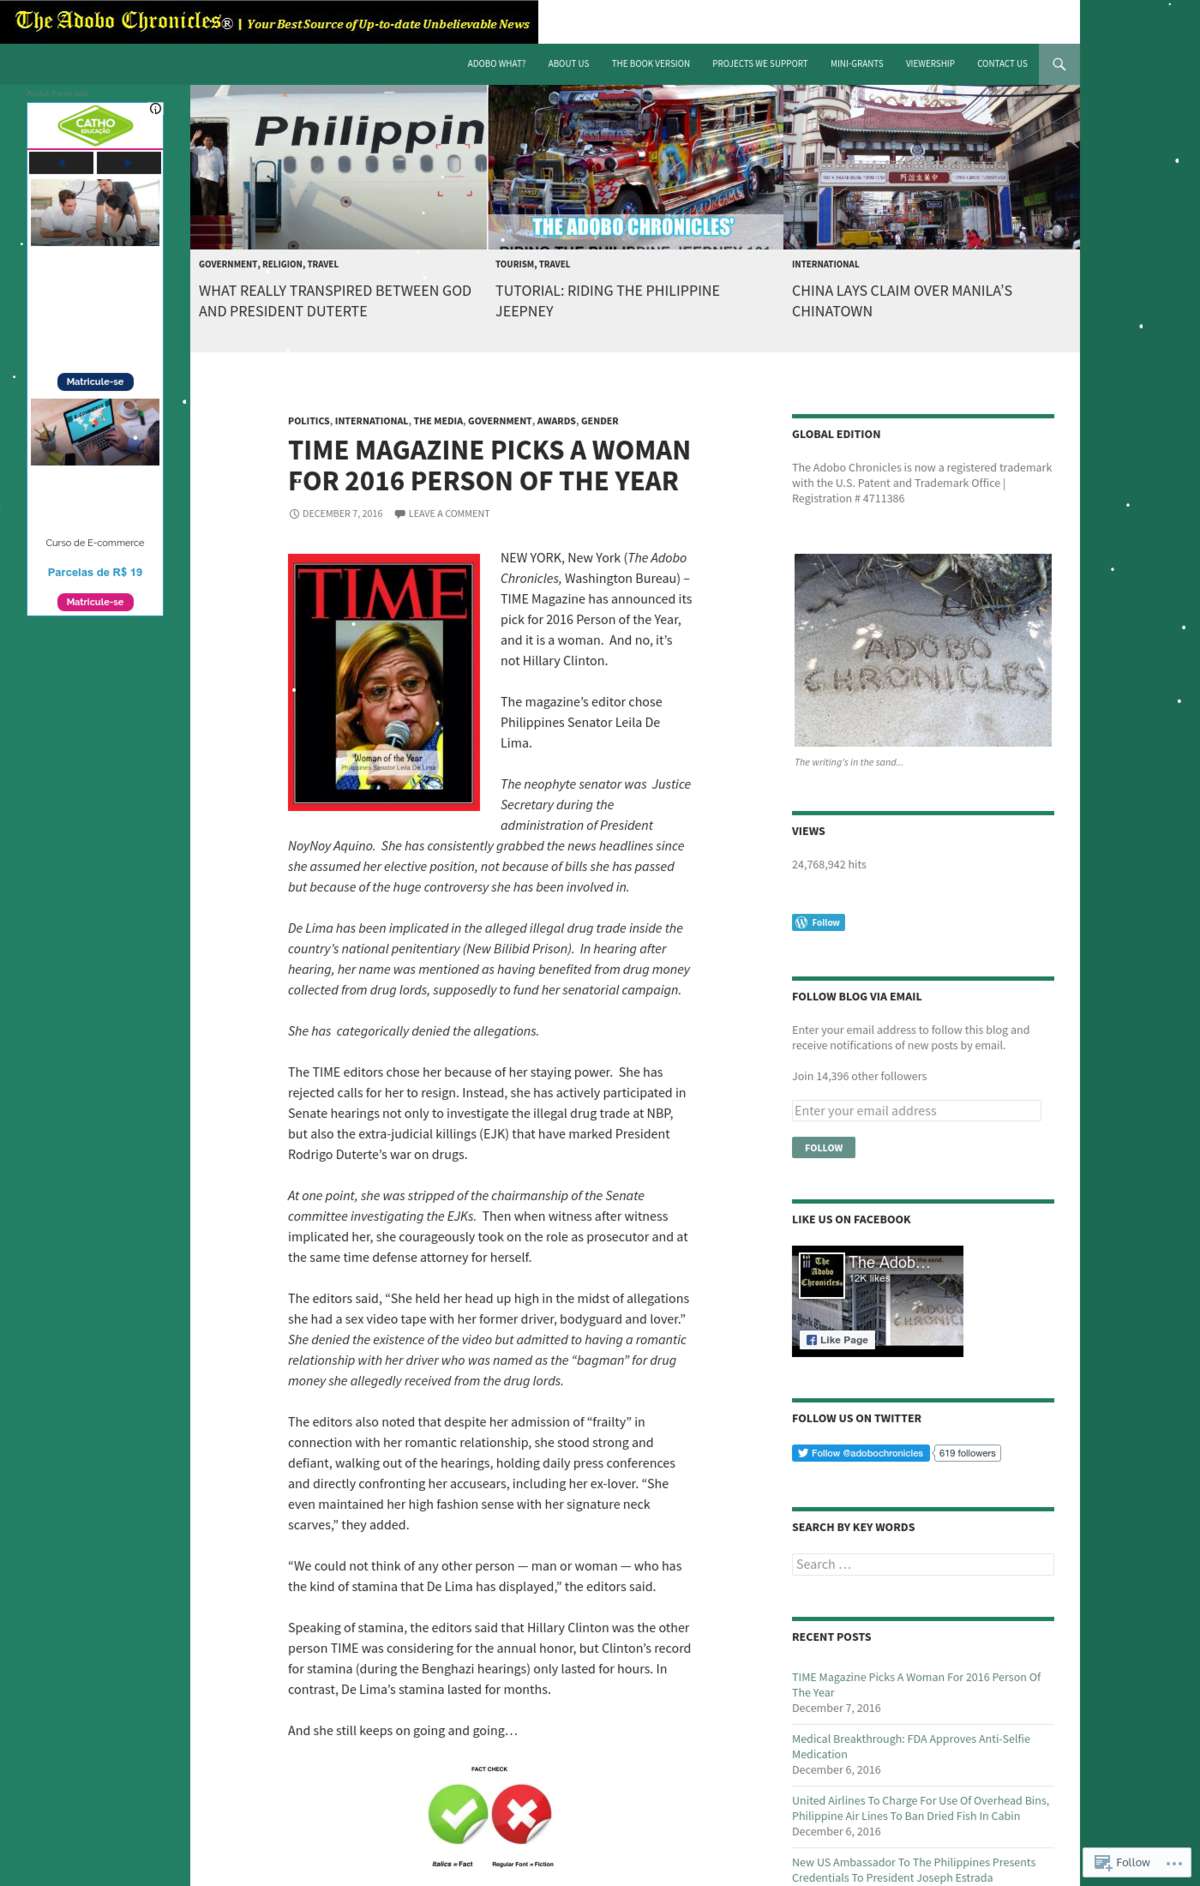 The Adobo Chronicles® | Your Best Source of Up-to-date Unbelievable News
ADOBO WHAT? ABOUT US THE BOOK VERSION PROJECTS WE SUPPORT MINI-GRANTS VIEWERSHIP CONTACT US
CATHO
EDUCAÇÃO
Matricule-se
Curso de E-commerce
Parcelas de R$ 19
Matricule-se
Philippin
THE ADOBO CHRONICLES'
RIDING THE PHILIPPINE JEEPNEY 101
GOVERNMENT, RELIGION, TRAVEL
WHAT REALLY TRANSPIRED BETWEEN GOD
AND PRESIDENT DUTERTE
TOURISM, TRAVEL
TUTORIAL: RIDING THE PHILIPPINE
JEEPNEY
INTERNATIONAL
CHINA LAYS CLAIM OVER MANILA'S
CHINATOWN
POLITICS, INTERNATIONAL, THE MEDIA, GOVERNMENT, AWARDS, GENDER
TIME MAGAZINE PICKS A WOMAN
FOR 2016 PERSON OF THE YEAR
DECEMBER 7, 2016 LEAVE A COMMENT
TIME
Woman of the Year
Philippines Senator Leila De Lima
NEW YORK, New York (The Adobo
Chronicles, Washington Bureau) –
TIME Magazine has announced its
pick for 2016 Person of the Year,
and it is a woman. And no, it's
not Hillary Clinton.
The magazine's editor chose
Philippines Senator Leila De
Lima.
The neophyte senator was Justice
Secretary during the
administration of President
NoyNoy Aquino. She has consistently grabbed the news headlines since
she assumed her elective position, not because of bills she has passed
but because of the huge controversy she has been involved in.
De Lima has been implicated in the alleged illegal drug trade inside the
country's national penitentiary (New Bilibid Prison). In hearing after
hearing, her name was mentioned as having benefited from drug money
collected from drug lords, supposedly to fund her senatorial campaign.
She has categorically denied the allegations.
The TIME editors chose her because of her staying power. She has
rejected calls for her to resign. Instead, she has actively participated in
Senate hearings not only to investigate the illegal drug trade at NBP,
but also the extra-judicial killings (EJK) that have marked President
Rodrigo Duterte's war on drugs.
At one point, she was stripped of the chairmanship of the Senate
committee investigating the EJKs. Then when witness after witness
implicated her, she courageously took on the role as prosecutor and at
the same time defense attorney for herself.
The editors said, “She held her head up high in the midst of allegations
she had a sex video tape with her former driver, bodyguard and lover.”
She denied the existence of the video but admitted to having a romantic
relationship with her driver who was named as the “bagman” for drug
money she allegedly received from the drug lords.
The editors also noted that despite her admission of “frailty” in
connection with her romantic relationship, she stood strong and
defiant, walking out of the hearings, holding daily press conferences
and directly confronting her accusears, including her ex-lover. “She
even maintained her high fashion sense with her signature neck
scarves,” they added.
“We could not think of any other person — man or woman — who has
the kind of stamina that De Lima has displayed,” the editors said.
Speaking of stamina, the editors said that Hillary Clinton was the other
person TIME was considering for the annual honor, but Clinton's record
for stamina (during the Benghazi hearings) only lasted for hours. In
contrast, De Lima's stamina lasted for months.
And she still keeps on going and going…
FACT CHECK
Italics = Fact Regular Font = Fiction
GLOBAL EDITION
The Adobo Chronicles is now a registered trademark
with the U.S. Patent and Trademark Office |
Registration # 4711386
ADOBO
CHRONICLES
The writing's in the sand...
VIEWS
24,768,942 hits
Follow
FOLLOW BLOG VIA EMAIL
Enter your email address to follow this blog and
receive notifications of new posts by email.
Join 14,396 other followers
Enter your email address
FOLLOW
LIKE US ON FACEBOOK
The Adobo Chronicles
The Adob...
12K likes
Like Page
FOLLOW US ON TWITTER
Follow @adobochronicles 619 followers
SEARCH BY KEY WORDS
Search …
RECENT POSTS
TIME Magazine Picks A Woman For 2016 Person Of
The Year
December 7, 2016
Medical Breakthrough: FDA Approves Anti-Selfie
Medication
December 6, 2016
United Airlines To Charge For Use Of Overhead Bins,
Philippine Air Lines To Ban Dried Fish In Cabin
December 6, 2016
New US Ambassador To The Philippines Presents
Credentials To President Joseph Estrada
Follow